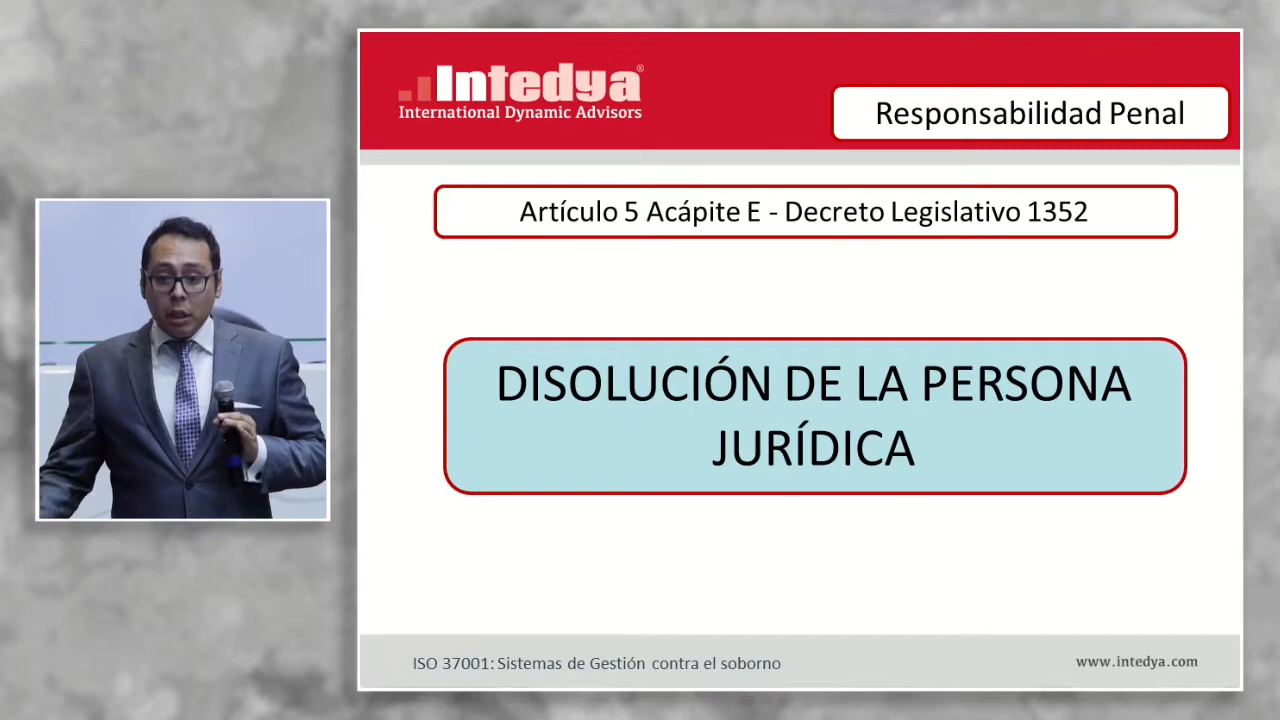 Intedya®
International Dynamic Advisors
Responsabilidad Penal
Artículo 5 Acápite E - Decreto Legislativo 1352
DISOLUCIÓN DE LA PERSONA
JURÍDICA
ISO 37001: Sistemas de Gestión contra el soborno
www.intedya.com